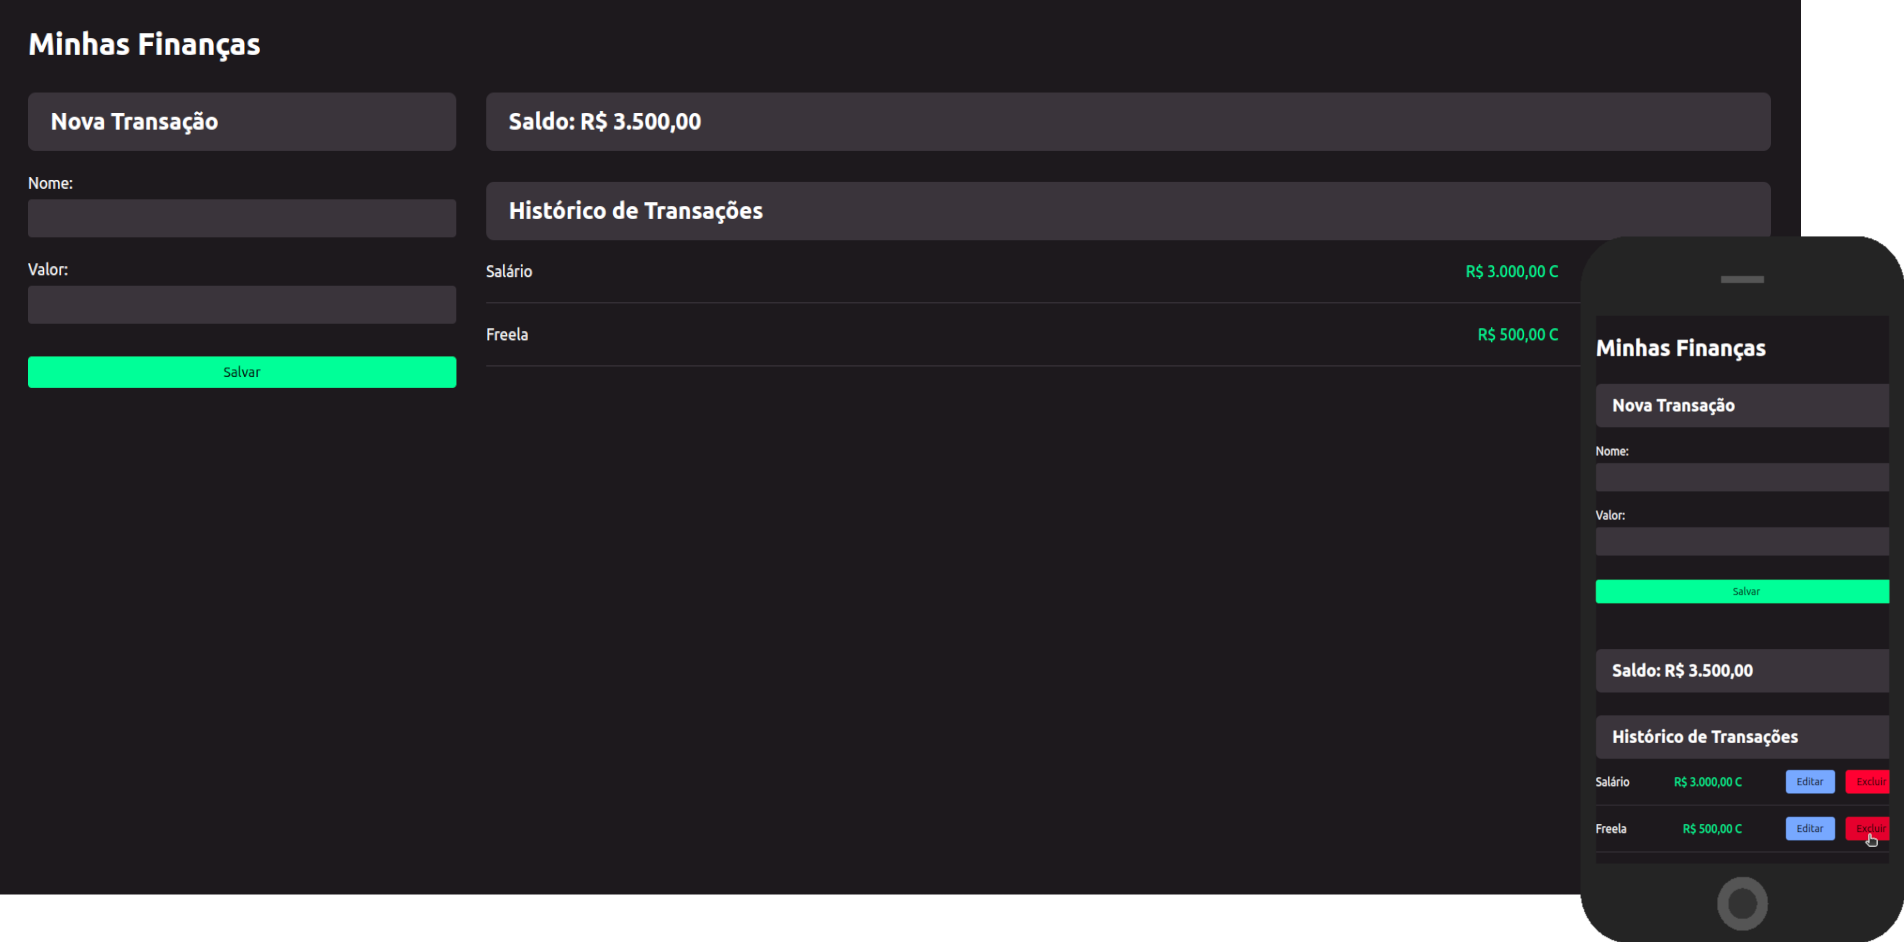 Minhas Finanças
Nova Transação
Nome:
Valor:
Salvar
Saldo: R$ 3.500,00
Histórico de Transações
Salário R$ 3.000,00 C
Freela R$ 500,00 C
Minhas Finanças
Nova Transação
Nome:
Valor:
Salvar
Saldo: R$ 3.500,00
Histórico de Transações
Salário R$ 3.000,00 C Editar Excluir
Freela R$ 500,00 C Editar Excluir